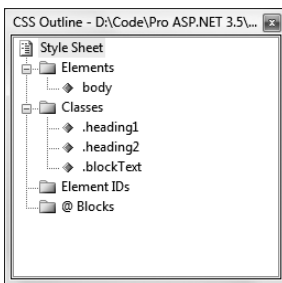 CSS Outline - D:\Code\Pro ASP.NET 3.5\...
Style Sheet
Elements
body
Classes
.heading1
.heading2
.blockText
Element IDs
@ Blocks